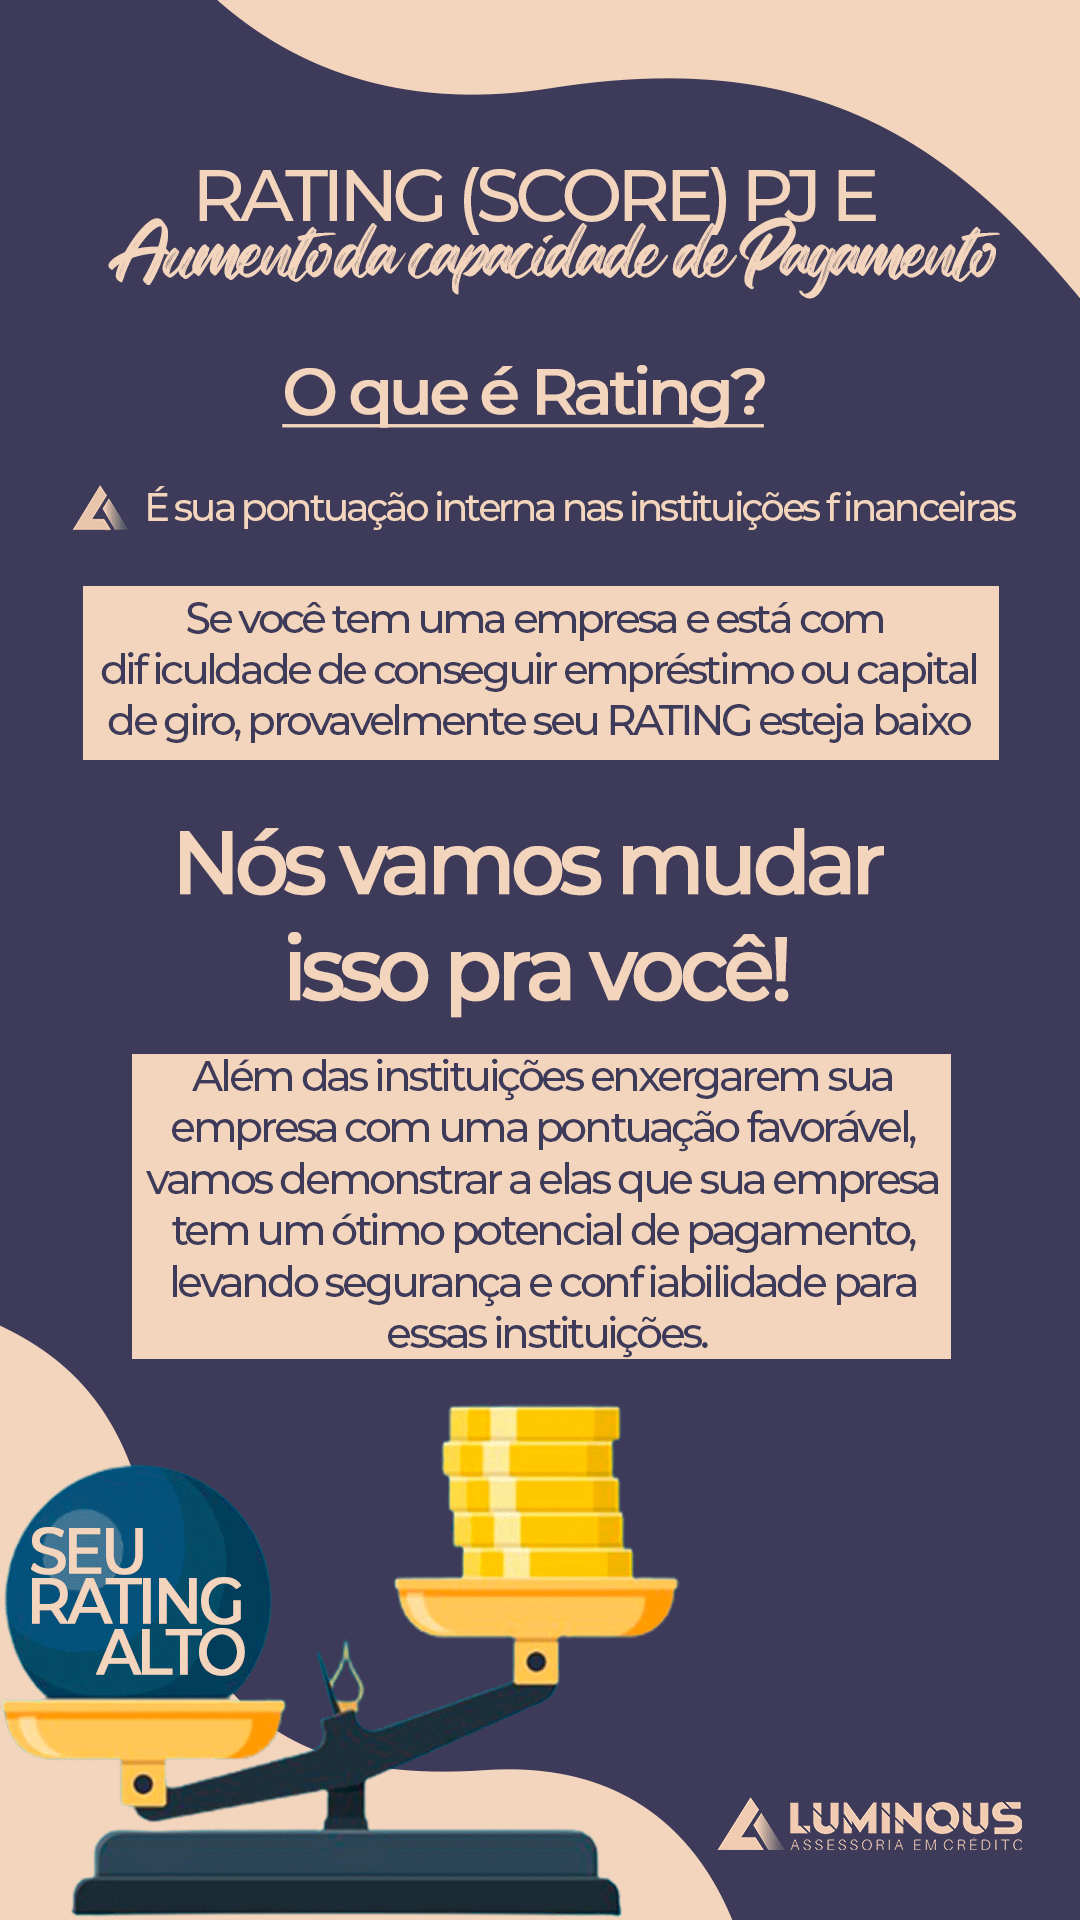 RATING (SCORE) PJ E
Aumento da capacidade de Pagamento
O que é Rating?
É sua pontuação interna nas instituições financeiras
Se você tem uma empresa e está com
dificuldade de conseguir empréstimo ou capital
de giro, provavelmente seu RATING esteja baixo
Nós vamos mudar
isso pra você!
Além das instituições enxergarem sua
empresa com uma pontuação favorável,
vamos demonstrar a elas que sua empresa
tem um ótimo potencial de pagamento,
levando segurança e confiabilidade para
essas instituições.
SEU
RATING
ALTO
LUMINOUS
ASSESSORIA EM CRÉDITO